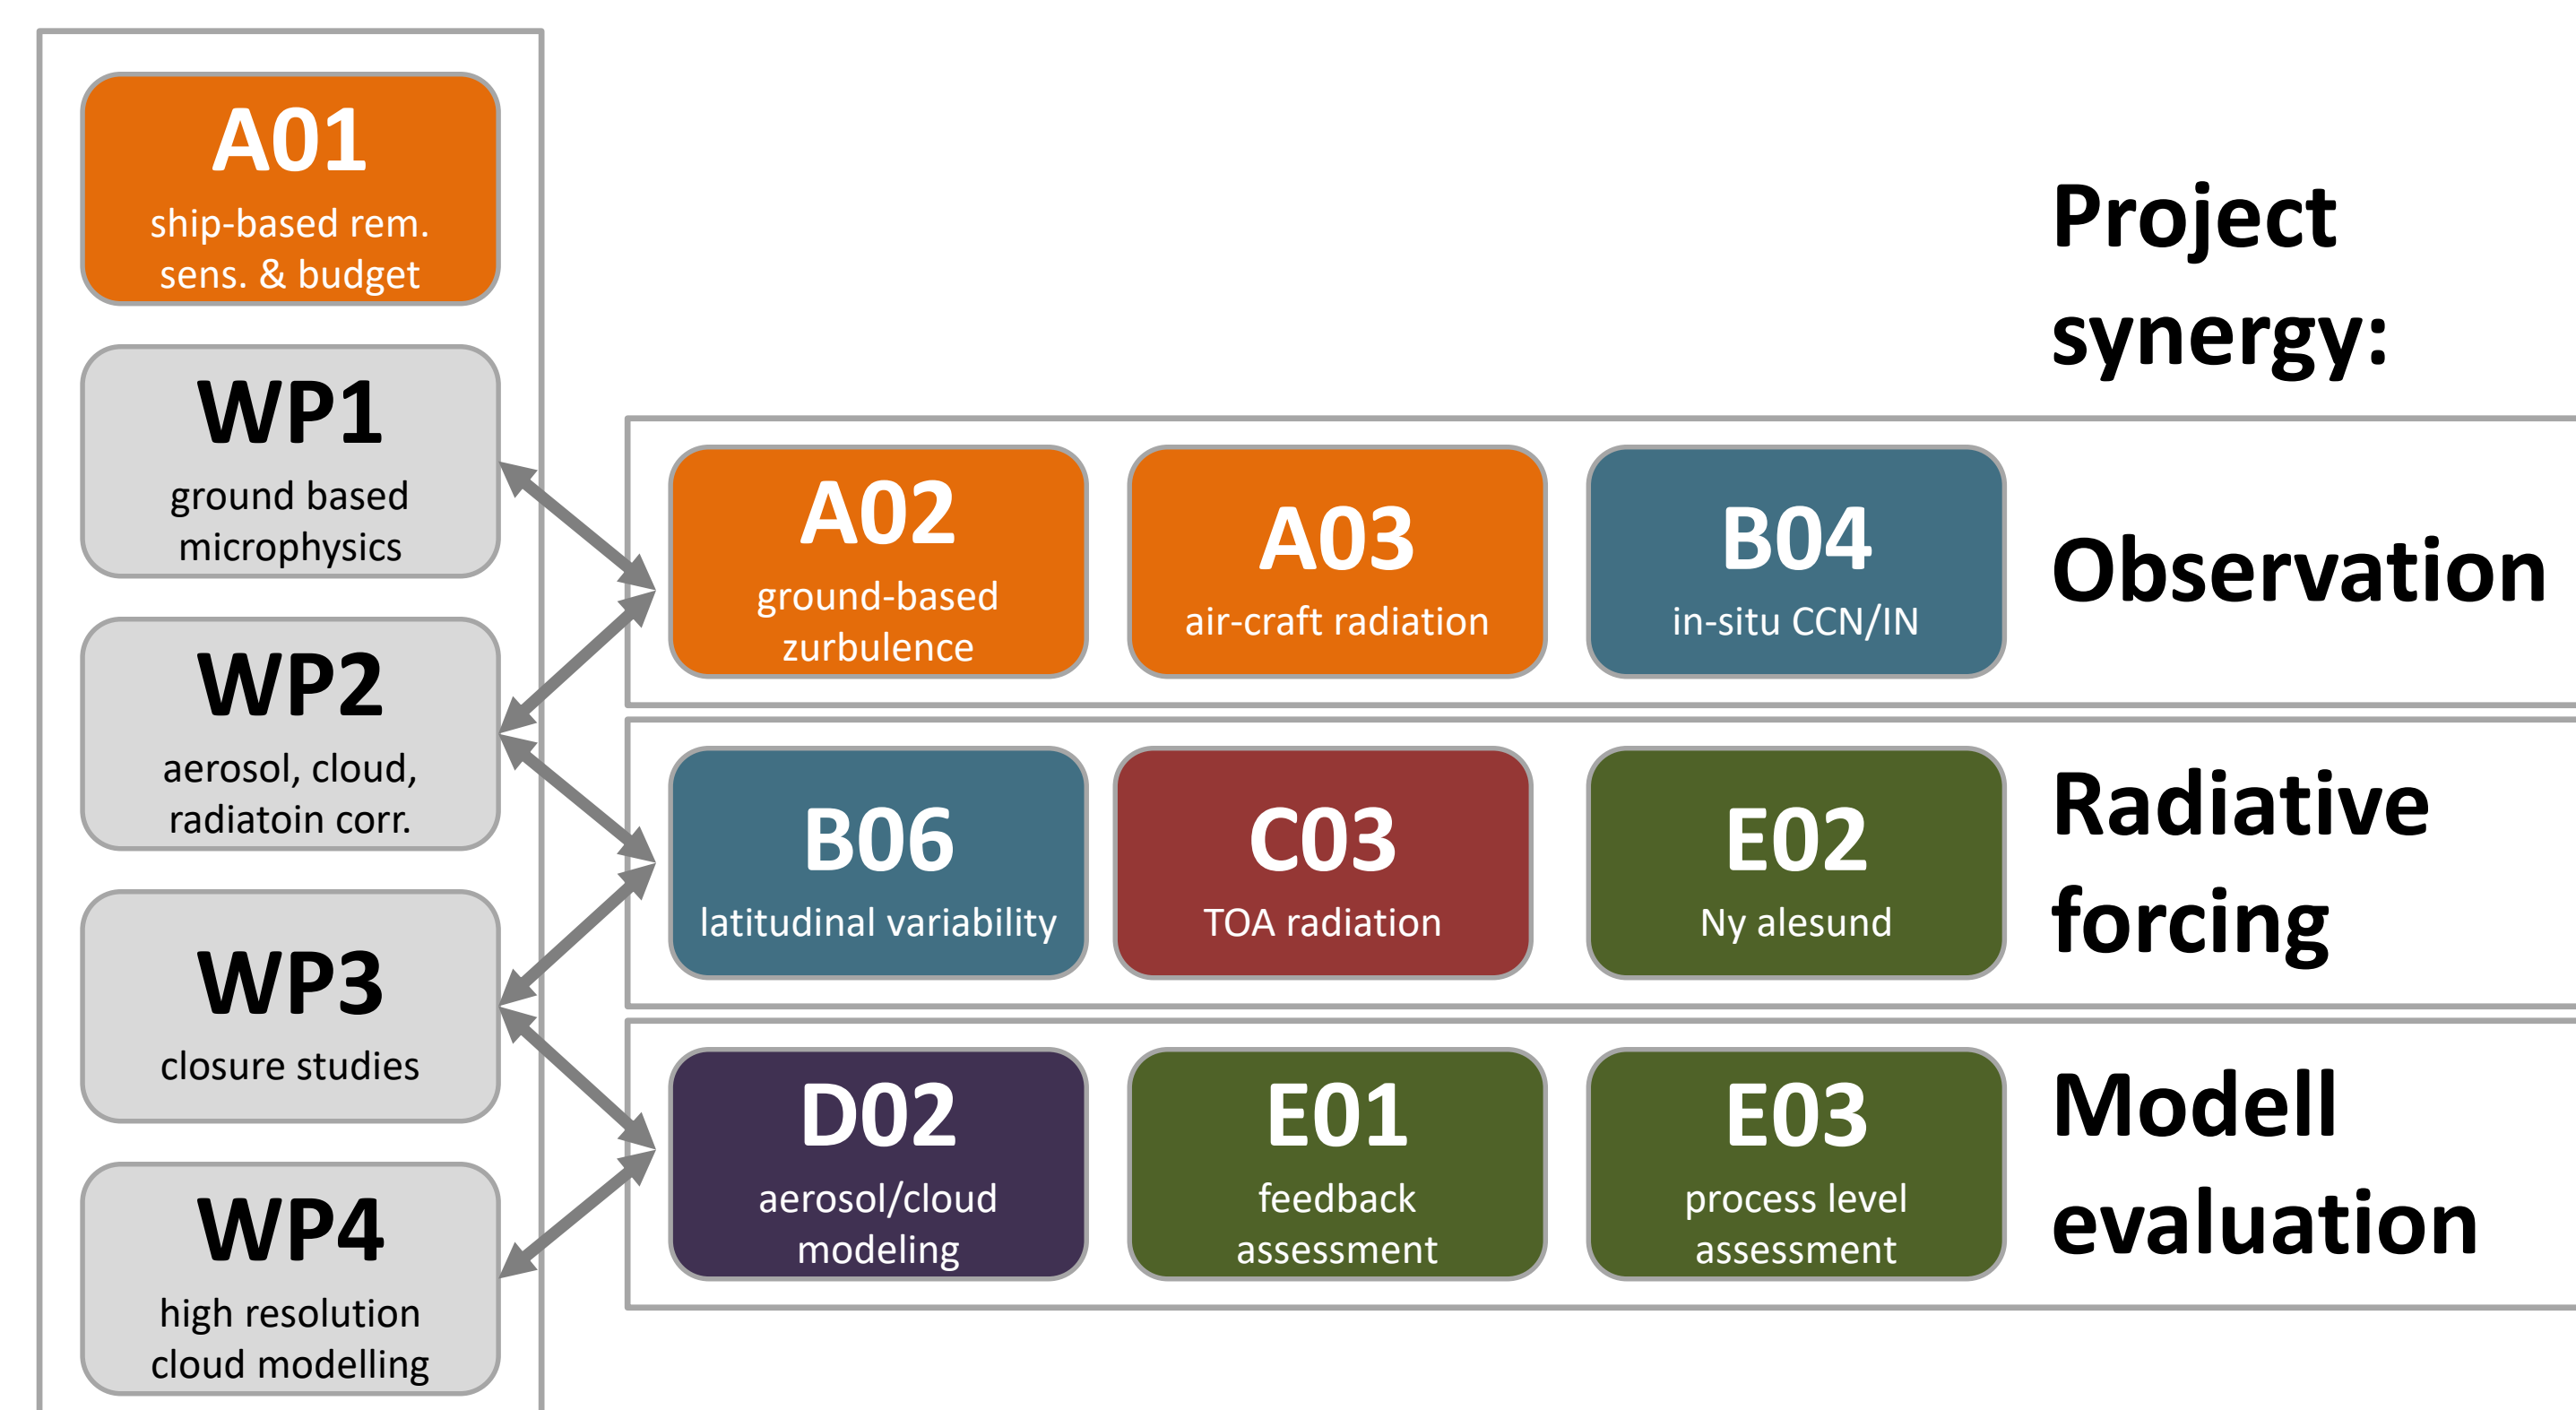 A01
ship-based rem.
sens. & budget
WP1
ground based
microphysics
WP2
aerosol, cloud,
radiatoin corr.
WP3
closure studies
WP4
high resolution
cloud modelling
Project
synergy:
A02
ground-based
zurbulence
A03
air-craft radiation
B04
in-situ CCN/IN
Observation
B06
latitudinal variability
C03
TOA radiation
E02
Ny alesund
Radiative
forcing
D02
aerosol/cloud
modeling
E01
feedback
assessment
E03
process level
assessment
Modell
evaluation